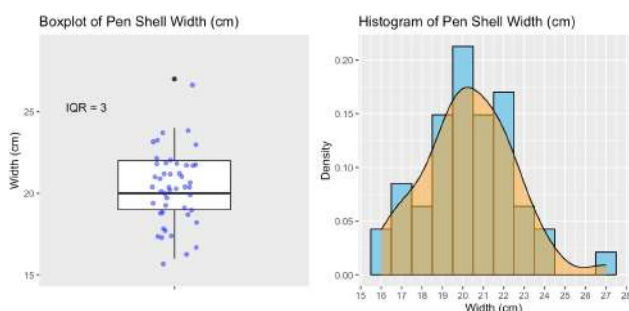 Boxplot of Pen Shell Width (cm)
IQR = 3
Width (cm)
25
20
15
Histogram of Pen Shell Width (cm)
Density
0.20
0.15
0.10
0.05
0.00
15 16 17 18 19 20 21 22 23 24 25 26 27 28
Width (cm)